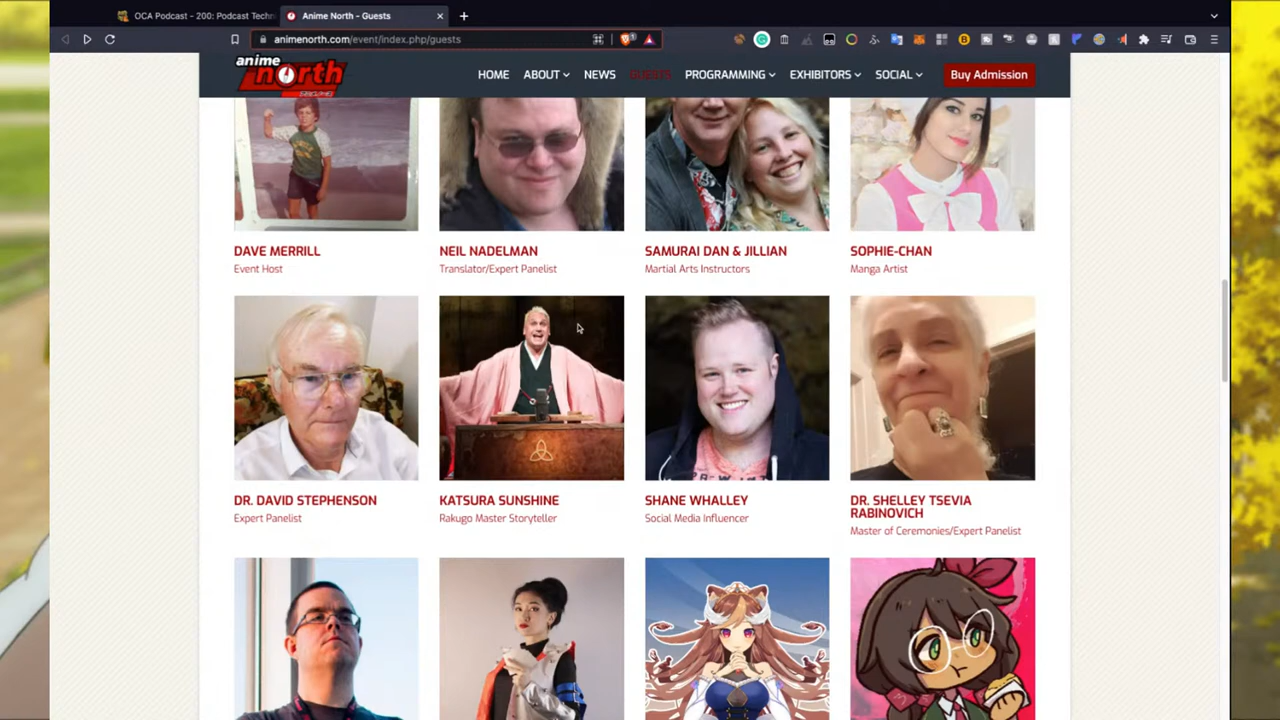 OCA Podcast - 200: Podcast Techn
Anime North - Guests
animenorth.com/event/index.php/guests
anime north
HOME ABOUT NEWS GUESTS PROGRAMMING EXHIBITORS SOCIAL Buy Admission
DAVE MERRILL
Event Host
NEIL NADELMAN
Translator/Expert Panelist
SAMURAI DAN & JILLIAN
Martial Arts Instructors
SOPHIE-CHAN
Manga Artist
DR. DAVID STEPHENSON
Expert Panelist
KATSURA SUNSHINE
Rakugo Master Storyteller
SHANE WHALLEY
Social Media Influencer
DR. SHELLEY TSEVIA
RABINOVICH
Master of Ceremonies/Expert Panelist